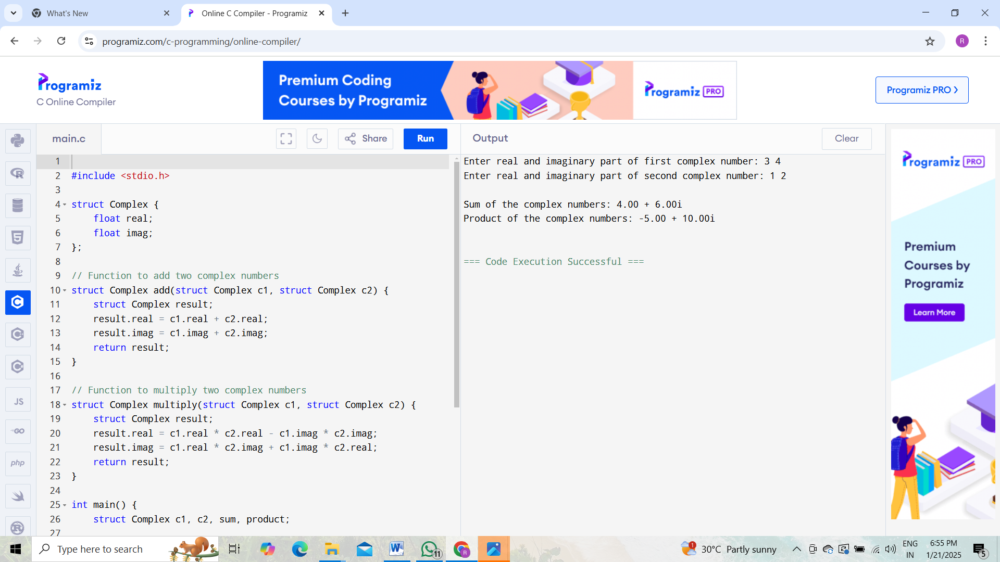 What's New
Online C Compiler - Programiz
programiz.com/c-programming/online-compiler/
R
Programiz
C Online Compiler
Premium Coding
Courses by Programiz
Programiz PRO
Programiz PRO >
main.c
Share
Run
Output
Clear
1
2 #include <stdio.h>
3
4 struct Complex {
5 float real;
6 float imag;
7 };
8
9 // Function to add two complex numbers
10 struct Complex add(struct Complex c1, struct Complex c2) {
11 struct Complex result;
12 result.real = c1.real + c2.real;
13 result.imag = c1.imag + c2.imag;
14 return result;
15 }
16
17 // Function to multiply two complex numbers
18 struct Complex multiply(struct Complex c1, struct Complex c2) {
19 struct Complex result;
20 result.real = c1.real * c2.real - c1.imag * c2.imag;
21 result.imag = c1.real * c2.imag + c1.imag * c2.real;
22 return result;
23 }
24
25 int main() {
26 struct Complex c1, c2, sum, product;
27
Enter real and imaginary part of first complex number: 3 4
Enter real and imaginary part of second complex number: 1 2
Sum of the complex numbers: 4.00 + 6.00i
Product of the complex numbers: -5.00 + 10.00i
=== Code Execution Successful ===
Programiz PRO
Premium
Courses by
Programiz
Learn More
R
5
C
C
C
JS
GO
php
R
Type here to search
W
11
R
1
30°C Partly sunny
ENG
IN
6:55 PM
1/21/2025
5